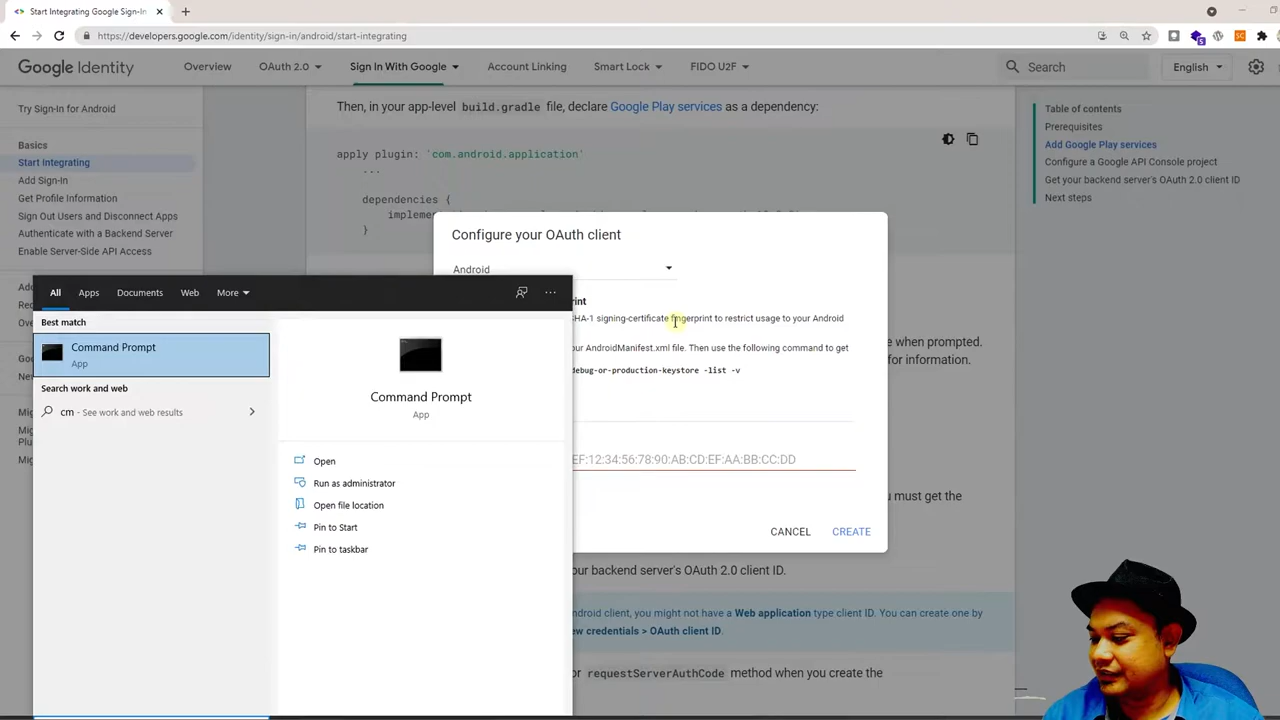 Start Integrating Google Sign-In
https://developers.google.com/identity/sign-in/android/start-integrating
Google Identity
Overview
OAuth 2.0
Sign In With Google
Account Linking
Smart Lock
FIDO U2F
Search
English
Try Sign-In for Android
Basics
Start Integrating
Add Sign-In
Get Profile Information
Sign Out Users and Disconnect Apps
Authenticate with a Backend Server
Enable Server-Side API Access
Then, in your app-level build.gradle file, declare Google Play services as a dependency:
apply plugin: 'com.android.application'
...
dependencies {
}
Table of contents
Prerequisites
Add Google Play services
Configure a Google API Console project
Get your backend server's OAuth 2.0 client ID
Next steps
Configure your OAuth client
Android
signing-certificate fingerprint to restrict usage to your Android
AndroidManifest.xml file. Then use the following command to get
debug-or-production-keystore -list -v
EF:12:34:56:78:90:AB:CD:EF:AA:BB:CC:DD
CANCEL
CREATE
All
Apps
Documents
Web
More
Best match
Command Prompt
App
Search work and web
cm - See work and web results
Command Prompt
App
Open
Run as administrator
Open file location
Pin to Start
Pin to taskbar
when prompted.
for information.
must get the
your backend server's OAuth 2.0 client ID.
client, you might not have a Web application type client ID. You can create one by
credentials > OAuth client ID.
or requestServerAuthCode method when you create the